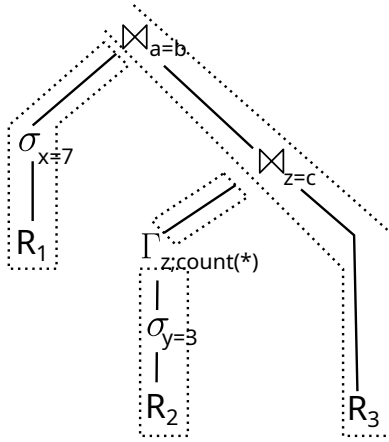 ⋈a=b
σx=7
⋈z=c
R1
Γz;count(*)
σy=3
R2
R3